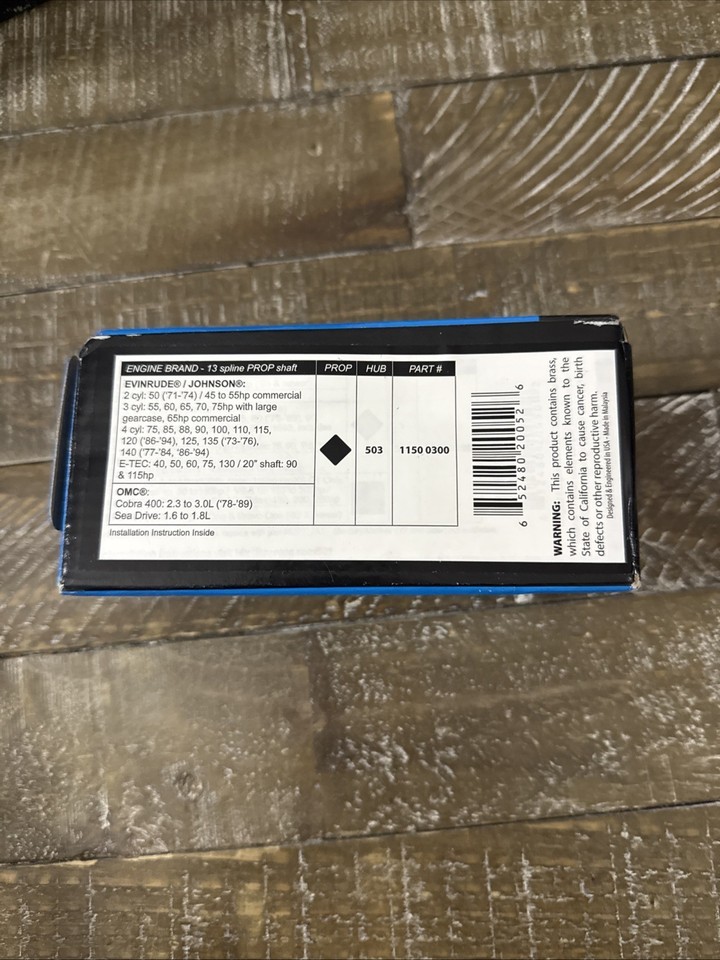 ENGINE BRAND - 13 spline PROP shaft PROP HUB PART #
EVINRUDE® / JOHNSON®:
2 cyl: 50 ('71-'74) / 45 to 55hp commercial
3 cyl: 55, 60, 65, 70, 75hp with large
gearcase, 65hp commercial
4 cyl: 75, 85, 88, 90, 100, 110, 115,
120 ('86-'94), 125, 135 ('73-'76),
140 ('77-'84, '86-'94)
E-TEC: 40, 50, 60, 75, 130 / 20" shaft: 90
& 115hp
503 1150 0300
OMC®:
Cobra 400: 2.3 to 3.0L ('78-'89)
Sea Drive: 1.6 to 1.8L
Installation Instruction Inside
6 52480 20052 6
WARNING: This product contains brass,
which contains elements known to the
State of California to cause cancer, birth
defects or other reproductive harm.
Designed & Engineered in USA - Made in Malaysia